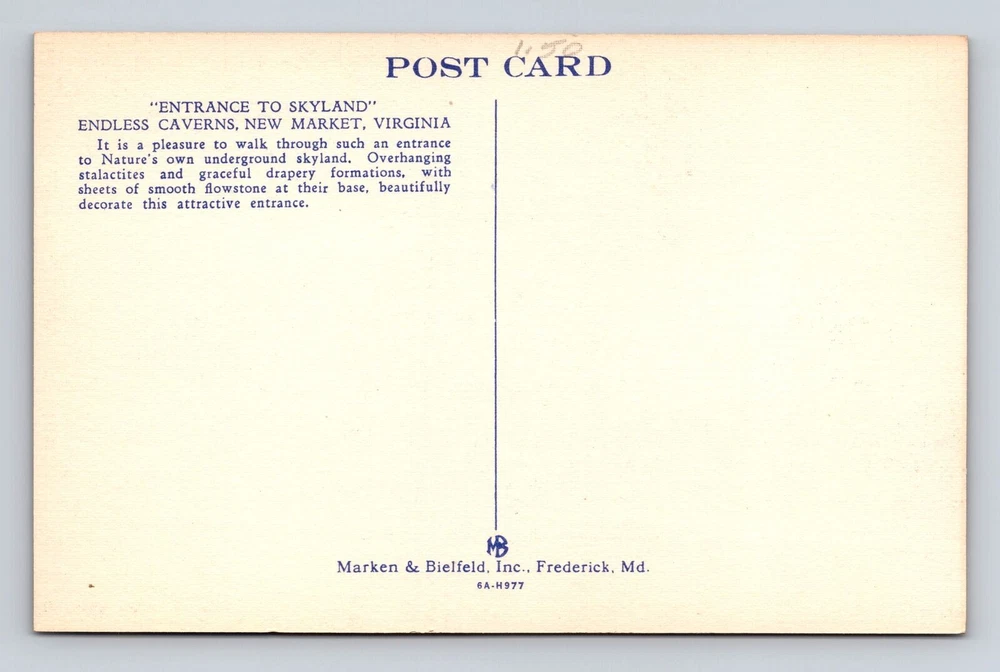 1.50
POST CARD
"ENTRANCE TO SKYLAND"
ENDLESS CAVERNS, NEW MARKET, VIRGINIA
It is a pleasure to walk through such an entrance
to Nature's own underground skyland. Overhanging
stalactites and graceful drapery formations, with
sheets of smooth flowstone at their base, beautifully
decorate this attractive entrance.
MB
Marken & Bielfeld, Inc., Frederick, Md.
6A-H977